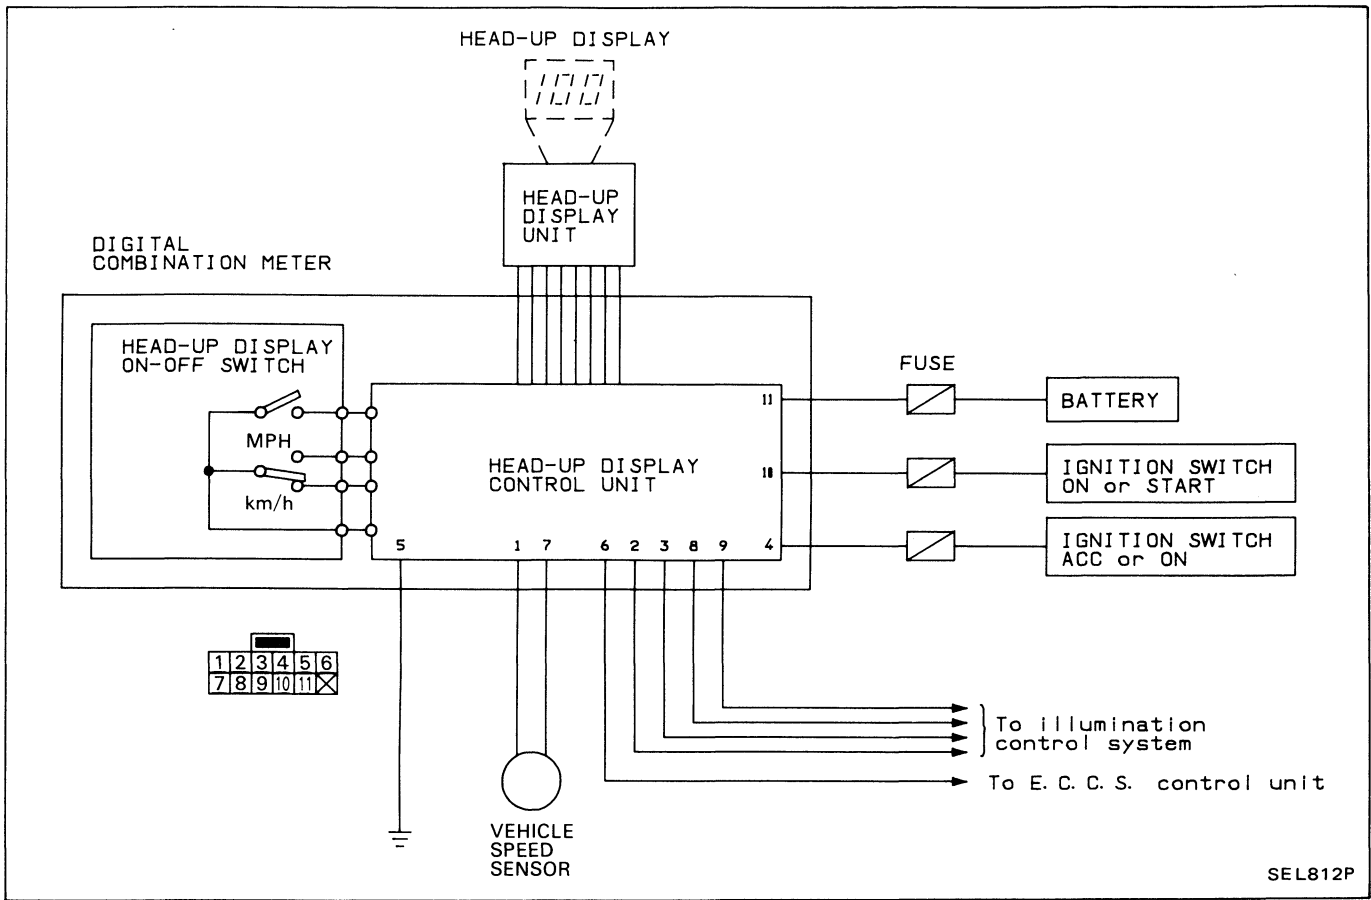 HEAD-UP DISPLAY
100
HEAD-UP
DISPLAY
UNIT
DIGITAL
COMBINATION METER
HEAD-UP DISPLAY
ON-OFF SWITCH
MPH
km/h
HEAD-UP DISPLAY
CONTROL UNIT
11
10
4
5
1
7
6
2
3
8
9
FUSE
BATTERY
IGNITION SWITCH
ON or START
IGNITION SWITCH
ACC or ON
1 2 3 4 5 6
7 8 9 10 11
To illumination
control system
To E. C. C. S. control unit
VEHICLE
SPEED
SENSOR
SEL812P